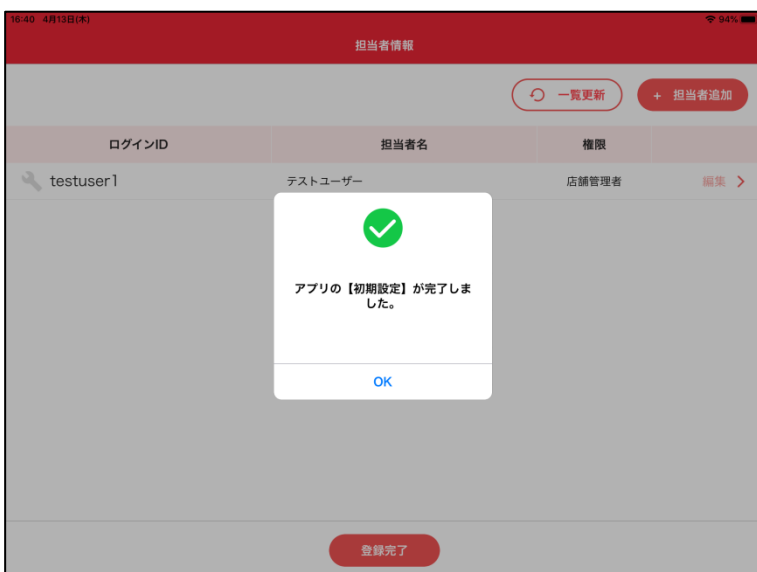 16:40 4月13日(木) 94%
担当者情報
一覧更新 + 担当者追加
ログインID 担当者名 権限
testuser1 テストユーザー 店舗管理者 編集
アプリの【初期設定】が完了しま
した。
OK
登録完了